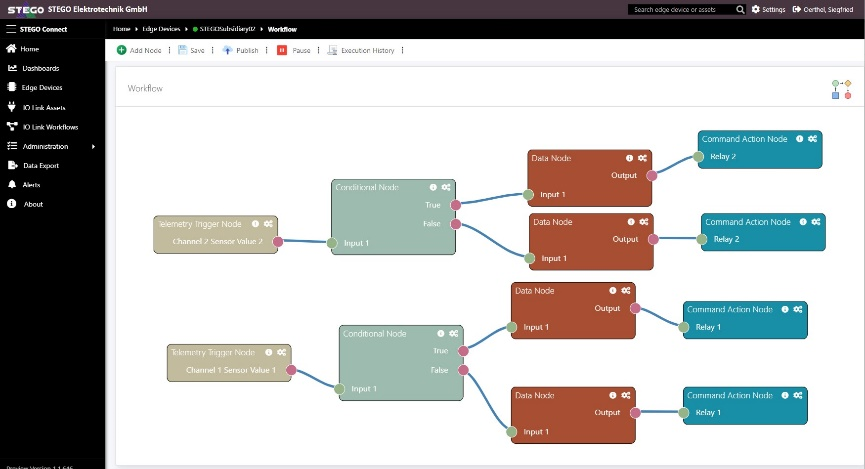 STEGO STEGO Elektrotechnik GmbH
Search edge device or assets
Settings
Oerthel, Siegfried
STEGO Connect
Home > Edge Devices > STEGOSubsidiary02 > Workflow
Home
Dashboards
Edge Devices
IO Link Assets
IO Link Workflows
Administration
Data Export
Alerts
About
Add Node
Save
Publish
Pause
Execution History
Workflow
Telemetry Trigger Node
Channel 2 Sensor Value 2
Conditional Node
True
False
Input 1
Data Node
Output
Input 1
Command Action Node
Relay 2
Data Node
Output
Input 1
Command Action Node
Relay 2
Telemetry Trigger Node
Channel 1 Sensor Value 1
Conditional Node
True
False
Input 1
Data Node
Output
Input 1
Command Action Node
Relay 1
Data Node
Output
Input 1
Command Action Node
Relay 1
Preview Version 1.1.646